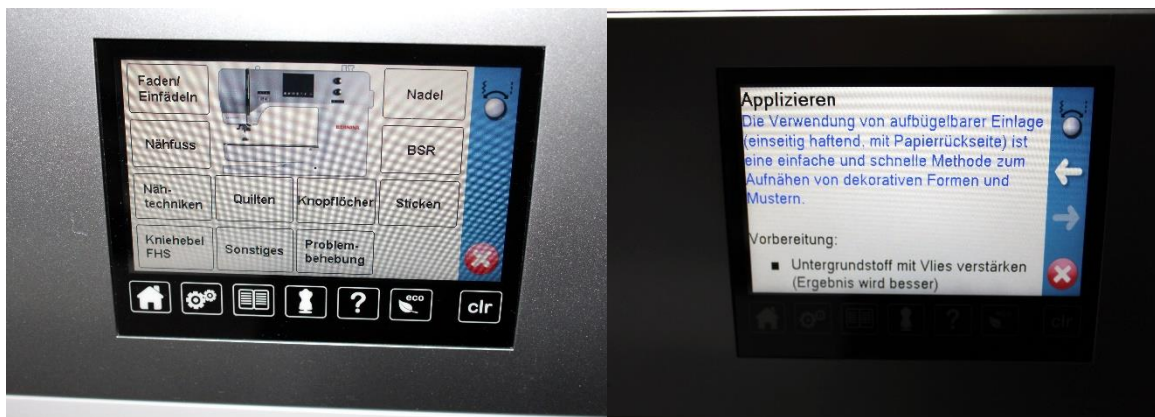 Faden/
Einfädeln
Nadel
Nähfuss
BSR
Näh-
techniken
Quilten
Knopflöcher
Sticken
Kniehebel
FHS
Sonstiges
Problem-
behebung
?
eco
clr
Applizieren
Die Verwendung von aufbügelbarer Einlage
(einseitig haftend, mit Papierrückseite) ist
eine einfache und schnelle Methode zum
Aufnähen von dekorativen Formen und
Mustern.
Vorbereitung:
■ Untergrundstoff mit Vlies verstärken
(Ergebnis wird besser)
?
clr